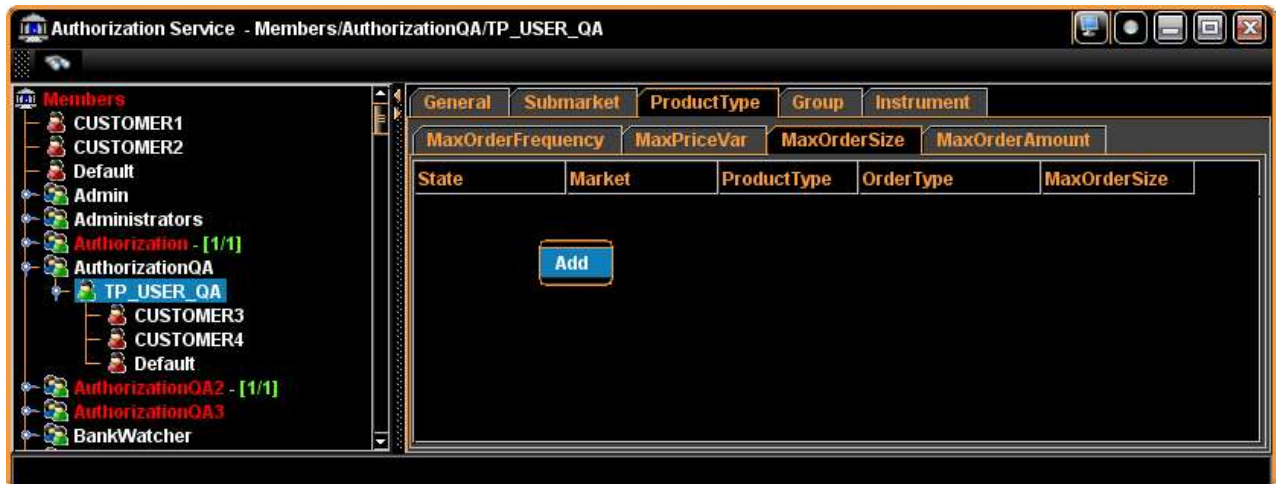 Authorization Service - Members/AuthorizationQA/TP_USER_QA
Members
CUSTOMER1
CUSTOMER2
Default
Admin
Administrators
Authorization - [1/1]
AuthorizationQA
TP_USER_QA
CUSTOMER3
CUSTOMER4
Default
AuthorizationQA2 - [1/1]
AuthorizationQA3
BankWatcher
General Submarket ProductType Group Instrument
MaxOrderFrequency MaxPriceVar MaxOrderSize MaxOrderAmount
State Market ProductType OrderType MaxOrderSize
Add